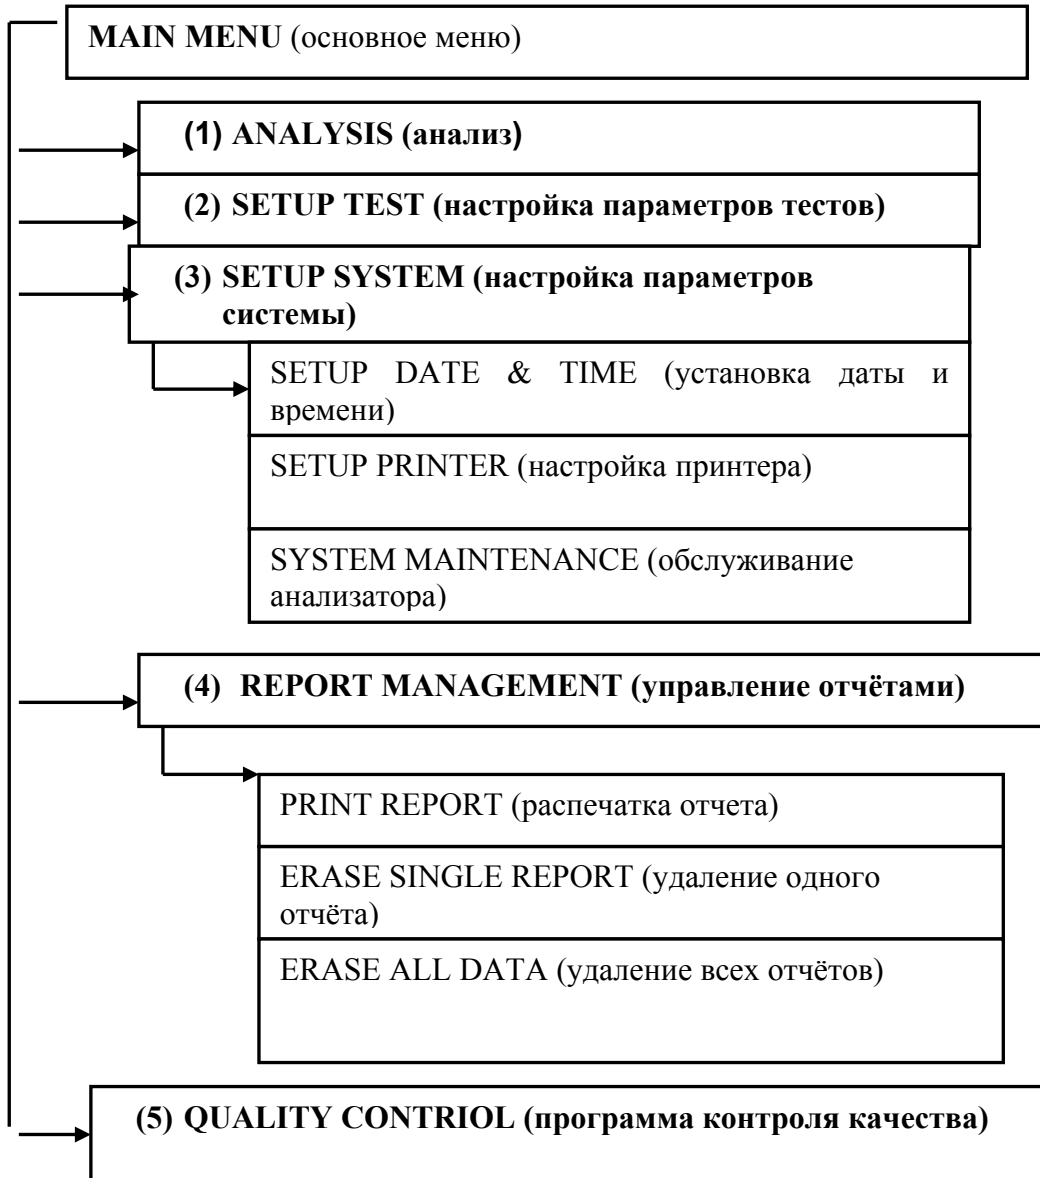 MAIN MENU (основное меню)
(1) ANALYSIS (анализ)
(2) SETUP TEST (настройка параметров тестов)
(3) SETUP SYSTEM (настройка параметров
системы)
SETUP DATE & TIME (установка даты и
времени)
SETUP PRINTER (настройка принтера)
SYSTEM MAINTENANCE (обслуживание
анализатора)
(4) REPORT MANAGEMENT (управление отчётами)
PRINT REPORT (распечатка отчета)
ERASE SINGLE REPORT (удаление одного
отчёта)
ERASE ALL DATA (удаление всех отчётов)
(5) QUALITY CONTRIOL (программа контроля качества)